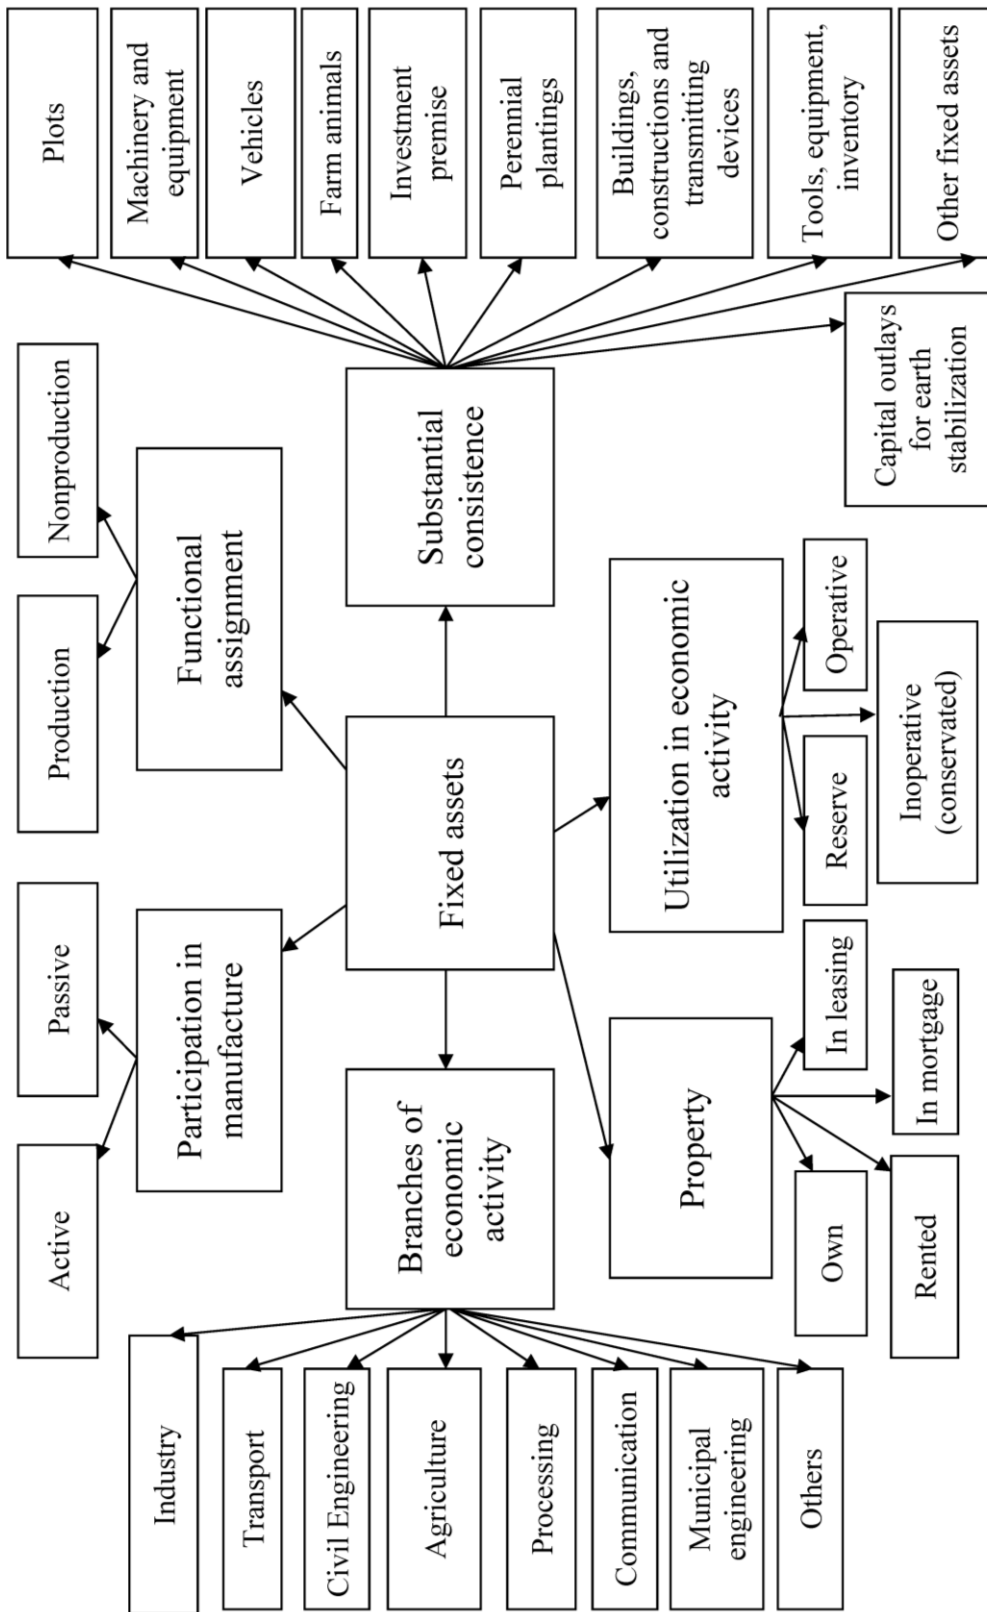 Active
Passive
Production
Nonproduction
Participation in
manufacture
Functional
assignment
Industry
Transport
Civil Engineering
Agriculture
Processing
Communication
Municipal
engineering
Others
Branches of
economic
activity
Fixed assets
Substantial
consistence
Plots
Machinery and
equipment
Vehicles
Farm animals
Investment
premise
Perennial
plantings
Buildings,
constructions and
transmitting
devices
Tools, equipment,
inventory
Other fixed assets
Capital outlays
for earth
stabilization
Property
Own
Rented
In mortgage
In leasing
Utilization in economic
activity
Reserve
Inoperative
(conservated)
Operative